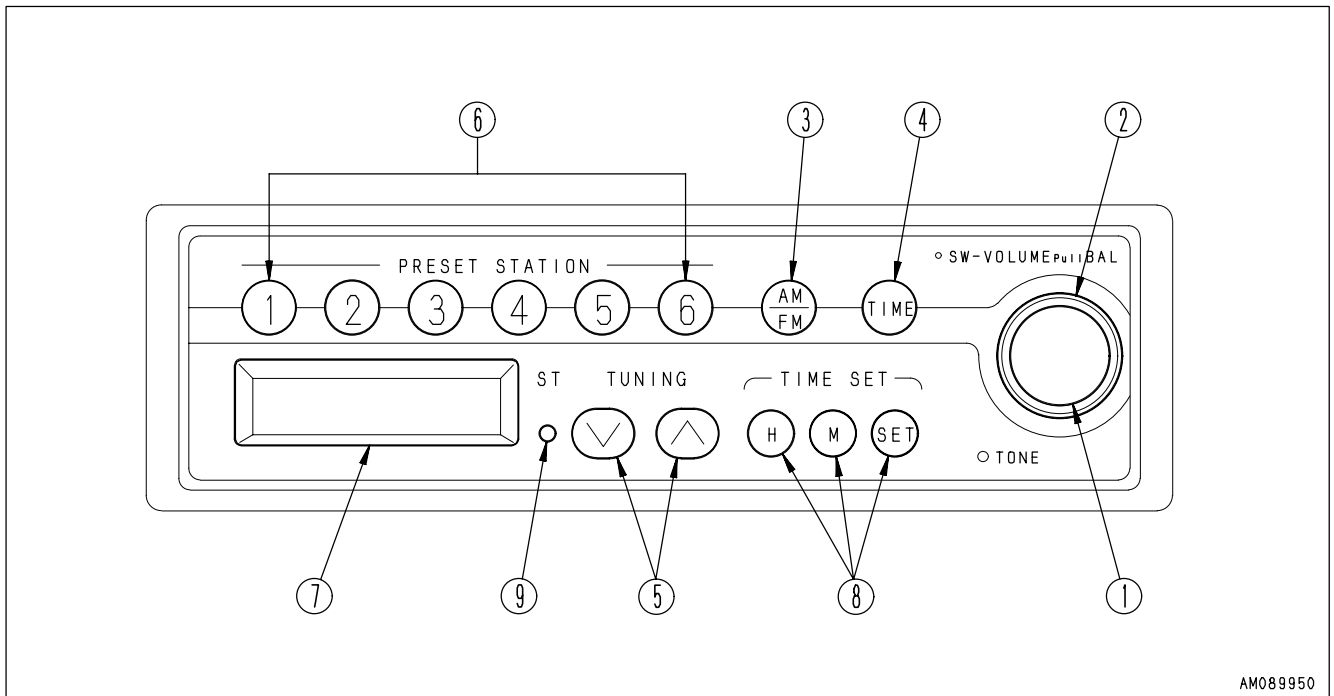 6 3 4 2
SW-VOLUME Pull BAL
PRESET STATION
1 2 3 4 5 6 AM FM TIME
ST TUNING TIME SET
H M SET
TONE
7 9 5 8 1
AM089950